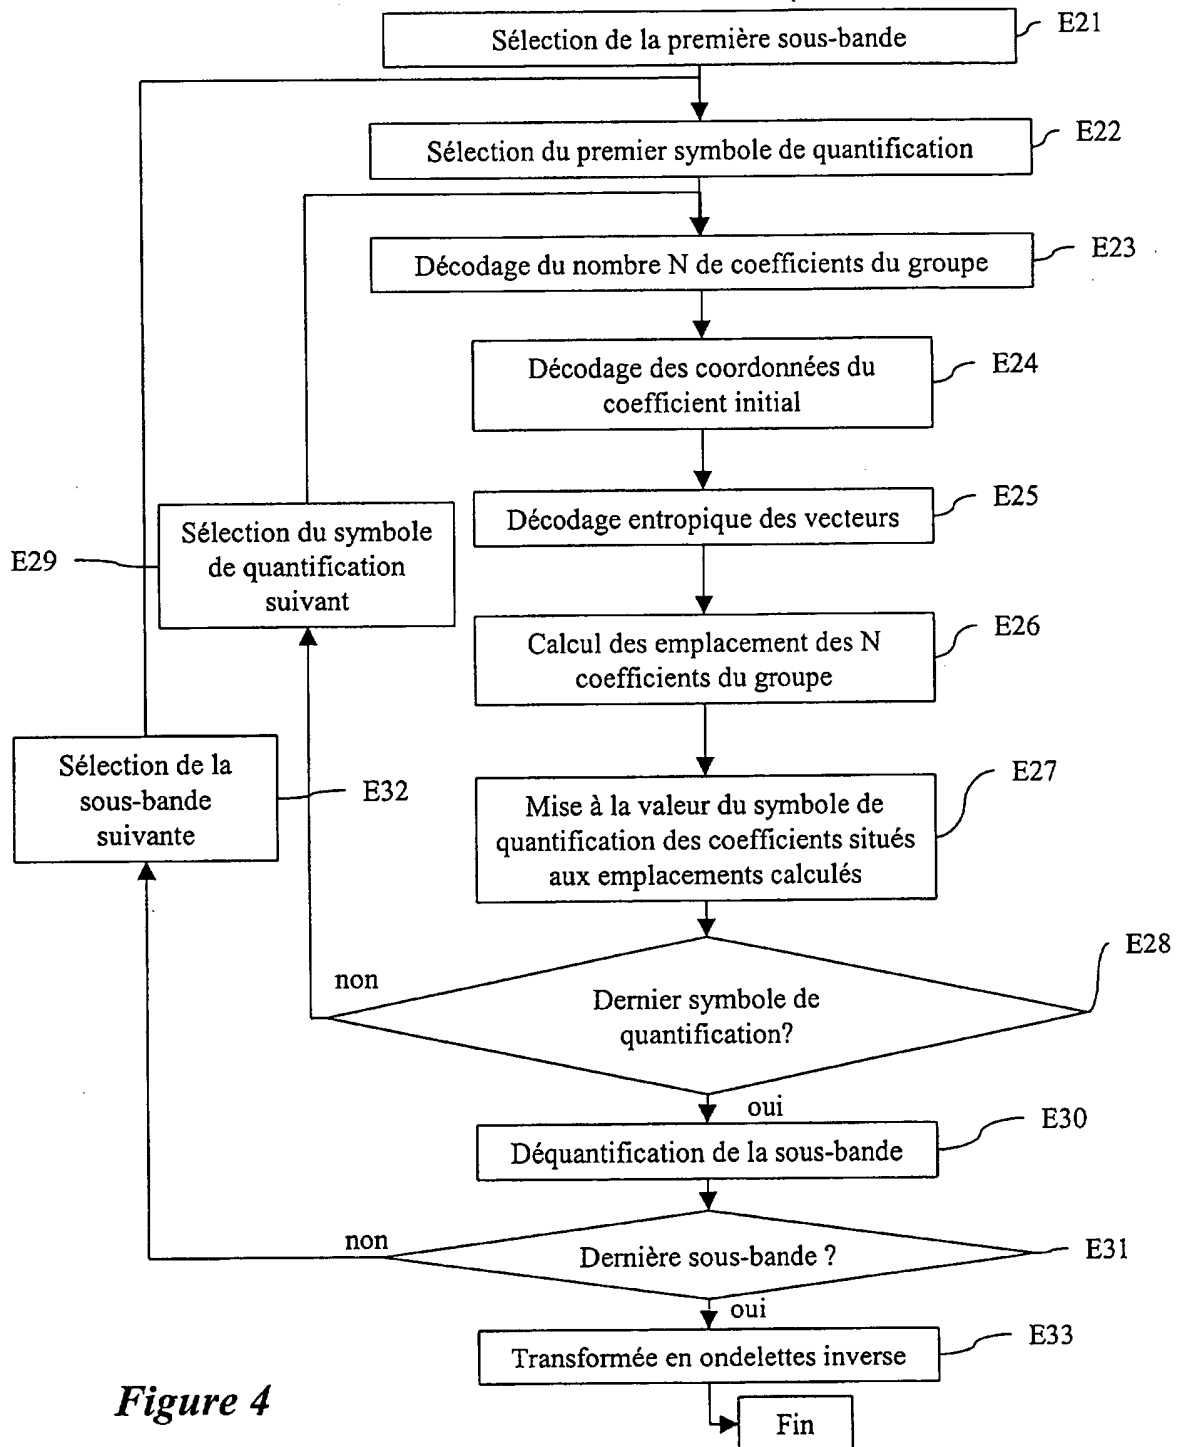 Sélection de la première sous-bande
E21
Sélection du premier symbole de quantification
E22
Décodage du nombre N de coefficients du groupe
E23
Décodage des coordonnées du
coefficient initial
E24
Décodage entropique des vecteurs
E25
Sélection du symbole
de quantification
suivant
E29
Calcul des emplacement des N
coefficients du groupe
E26
Sélection de la
sous-bande
suivante
E32
Mise à la valeur du symbole de
quantification des coefficients situés
aux emplacements calculés
E27
Dernier symbole de
quantification?
E28
non
oui
Déquantification de la sous-bande
E30
Dernière sous-bande ?
E31
non
oui
Transformée en ondelettes inverse
E33
Fin
Figure 4